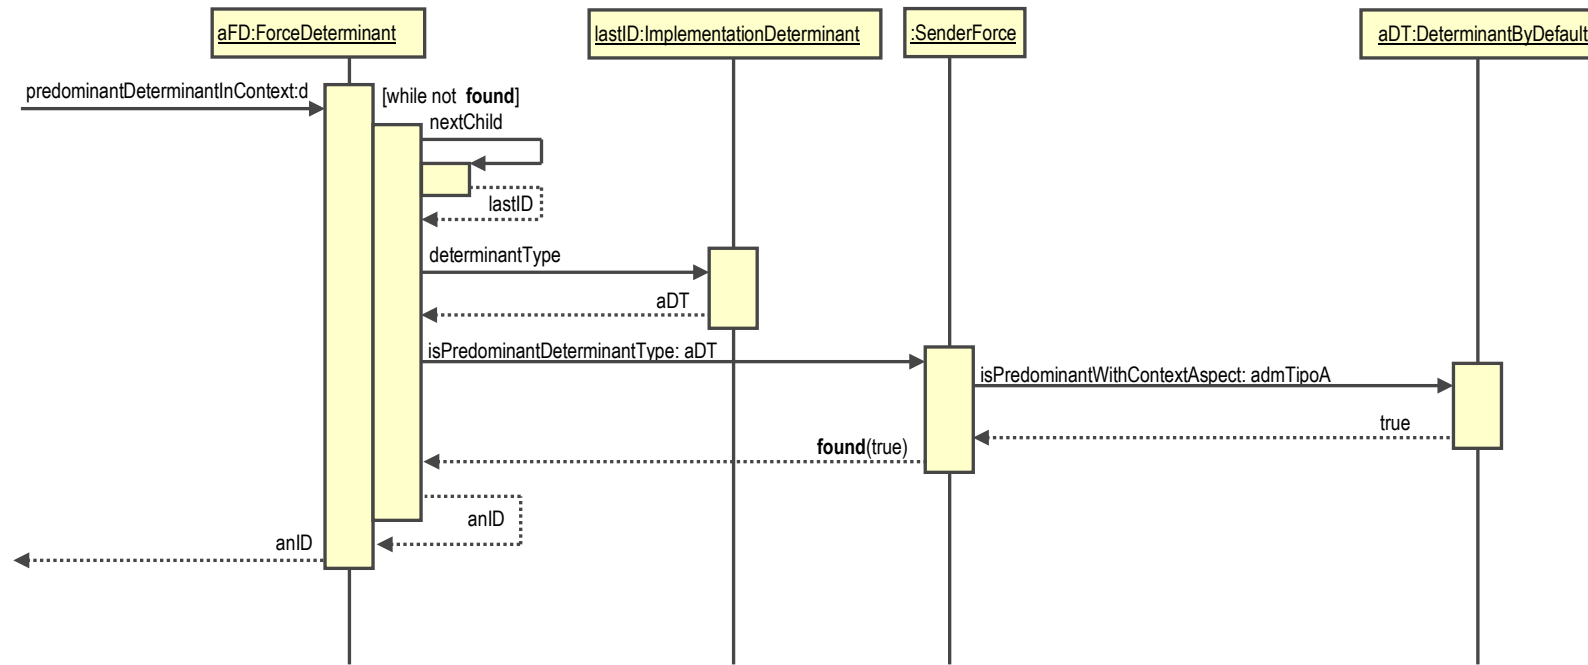 aFD:ForceDeterminant
lastID:ImplementationDeterminant
:SenderForce
aDT:DeterminantByDefault
predominantDeterminantInContext:d
[while not found]
nextChild
lastID
determinantType
aDT
isPredominantDeterminantType: aDT
isPredominantWithContextAspect: admTipoA
true
found(true)
anID
anID